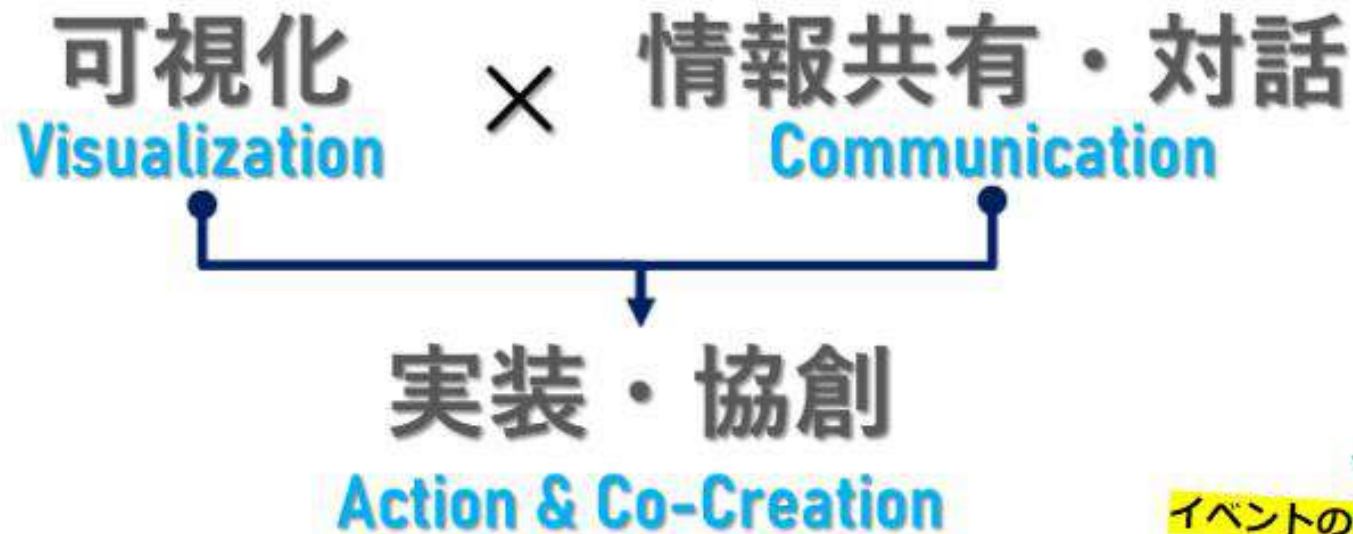 可視化 × 情報共有・対話
Visualization Communication
実装・協創
Action & Co-Creation
イベントの